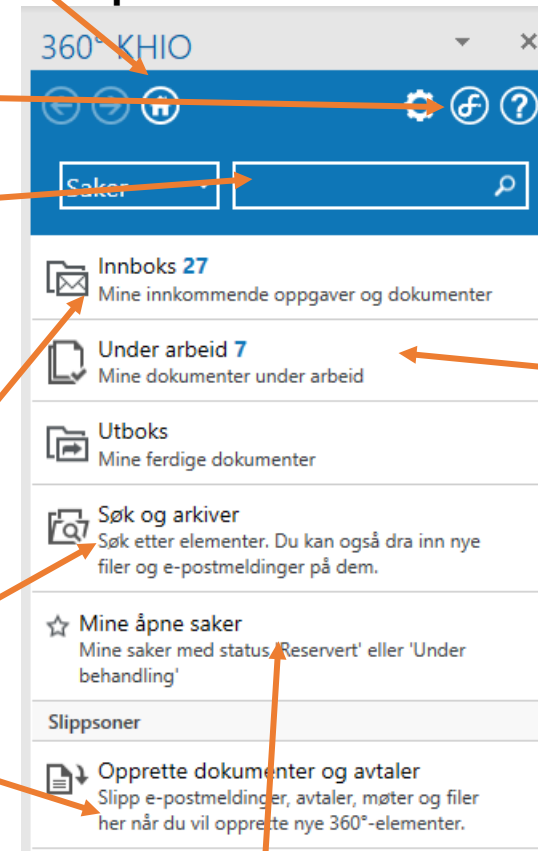 360° KHIO
Saker
Innboks 27
Mine innkommende oppgaver og dokumenter
Under arbeid 7
Mine dokumenter under arbeid
Utboks
Mine ferdige dokumenter
Søk og arkiver
Søk etter elementer. Du kan også dra inn nye
filer og e-postmeldinger på dem.
Mine åpne saker
Mine saker med status 'Reservert' eller 'Under
behandling'
Slippsoner
Opprette dokumenter og avtaler
Slipp e-postmeldinger, avtaler, møter og filer
her når du vil opprette nye 360°-elementer.